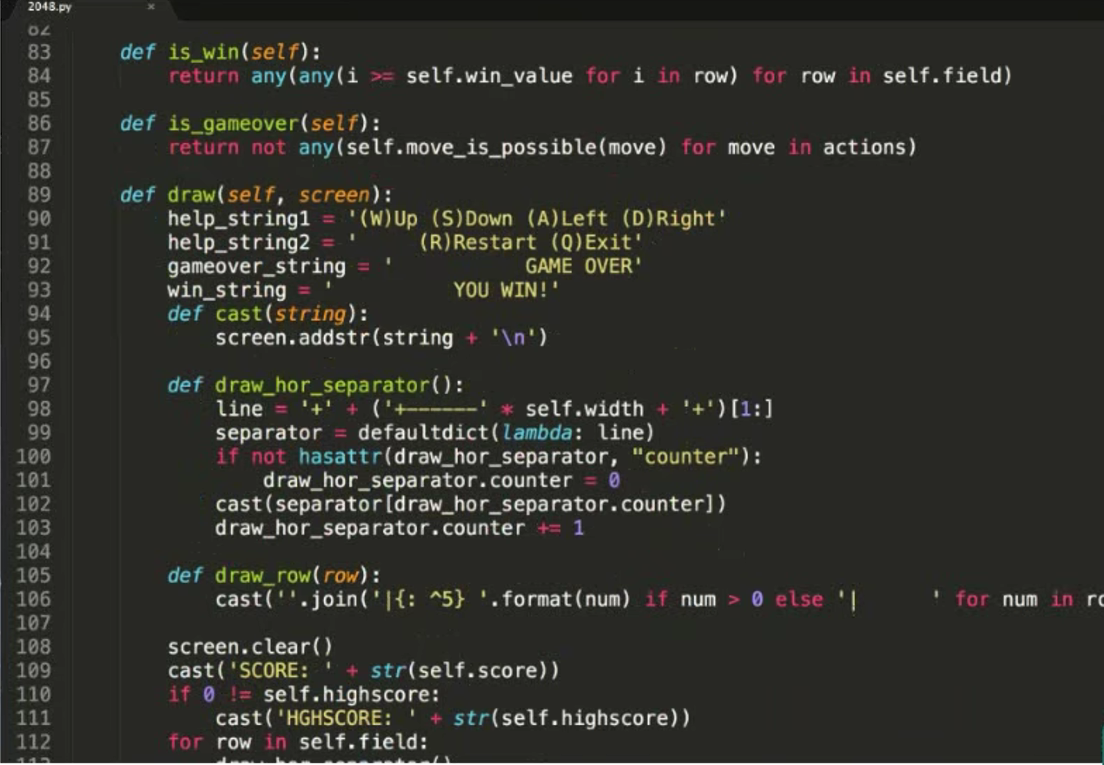 2048.py ×
82
83 def is_win(self):
84 return any(any(i >= self.win_value for i in row) for row in self.field)
85
86 def is_gameover(self):
87 return not any(self.move_is_possible(move) for move in actions)
88
89 def draw(self, screen):
90 help_string1 = '(W)Up (S)Down (A)Left (D)Right'
91 help_string2 = '     (R)Restart (Q)Exit'
92 gameover_string = '           GAME OVER'
93 win_string = '          YOU WIN!'
94 def cast(string):
95 screen.addstr(string + '\n')
96
97 def draw_hor_separator():
98 line = '+' + ('+------' * self.width + '+')[1:]
99 separator = defaultdict(lambda: line)
100 if not hasattr(draw_hor_separator, "counter"):
101 draw_hor_separator.counter = 0
102 cast(separator[draw_hor_separator.counter])
103 draw_hor_separator.counter += 1
104
105 def draw_row(row):
106 cast(''.join('|{: ^5} '.format(num) if num > 0 else '|      ' for num in ro
107
108 screen.clear()
109 cast('SCORE: ' + str(self.score))
110 if 0 != self.highscore:
111 cast('HGHSCORE: ' + str(self.highscore))
112 for row in self.field:
113 draw_hor_separator()